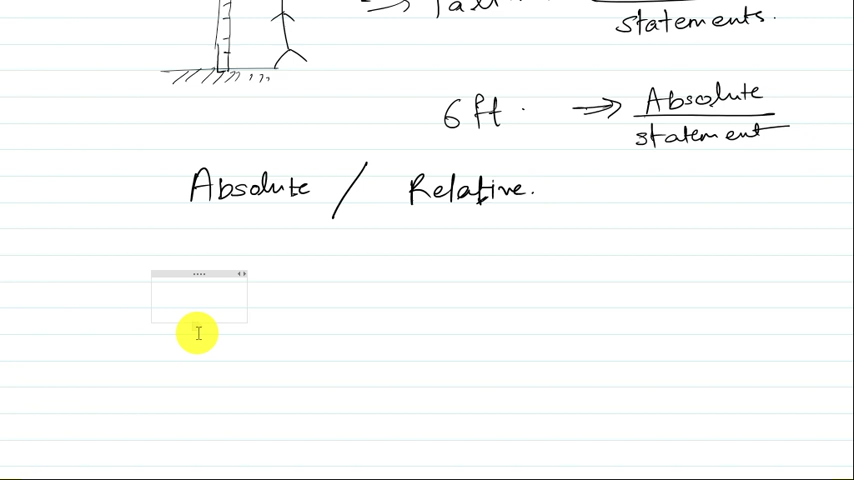 statements.
6 ft. ⇒ Absolute
statement
Absolute / Relative.